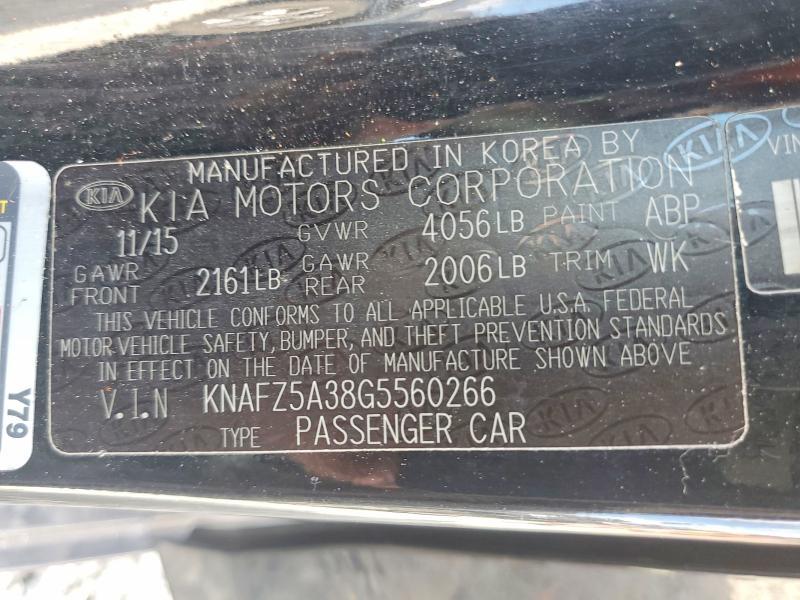 MANUFACTURED IN KOREA BY
KIA KIA MOTORS CORPORATION
11/15 GVWR 4056LB PAINT ABP
GAWR FRONT 2161LB GAWR REAR 2006LB TRIM WK
THIS VEHICLE CONFORMS TO ALL APPLICABLE U.S.A. FEDERAL
MOTOR VEHICLE SAFETY, BUMPER, AND THEFT PREVENTION STANDARDS
IN EFFECT ON THE DATE OF MANUFACTURE SHOWN ABOVE
V.I.N KNAFZ5A38G5560266
TYPE PASSENGER CAR
Y79
VIN